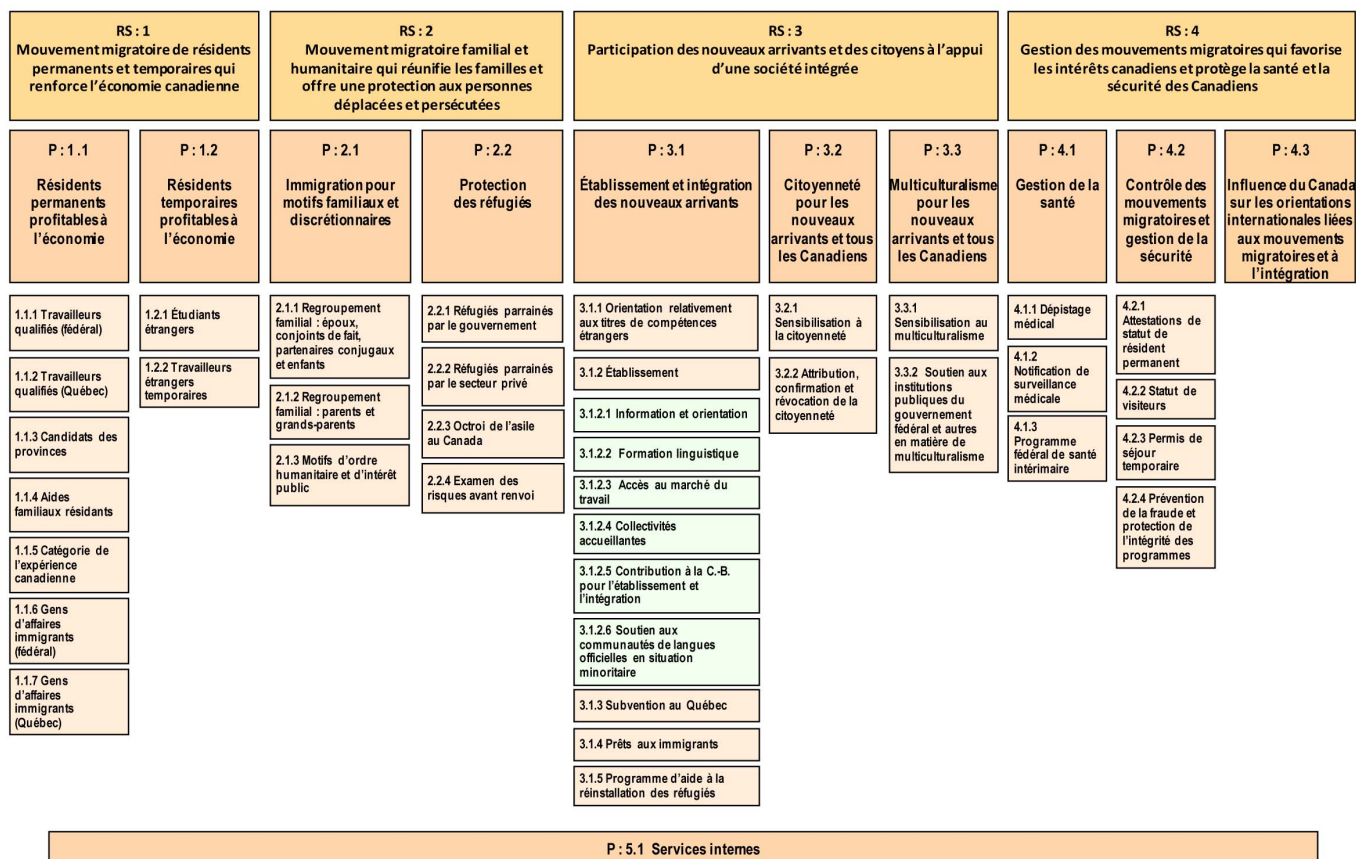 RS : 1
Mouvement migratoire de résidents
permanents et temporaires qui
renforce l’économie canadienne
RS : 2
Mouvement migratoire familial et
humanitaire qui réunifie les familles et
offre une protection aux personnes
déplacées et persécutées
RS : 3
Participation des nouveaux arrivants et des citoyens à l’appui
d’une société intégrée
RS : 4
Gestion des mouvements migratoires qui favorise
les intérêts canadiens et protège la santé et la
sécurité des Canadiens
P : 1.1
Résidents
permanents
profitables à
l’économie
P : 1.2
Résidents
temporaires
profitables à
l’économie
P : 2.1
Immigration pour
motifs familiaux et
discrétionnaires
P : 2.2
Protection
des réfugiés
P : 3.1
Établissement et intégration
des nouveaux arrivants
P : 3.2
Citoyenneté
pour les
nouveaux
arrivants et tous
les Canadiens
P : 3.3
Multiculturalisme
pour les
nouveaux
arrivants et tous
les Canadiens
P : 4.1
Gestion de la
santé
P : 4.2
Contrôle des
mouvements
migratoires et
gestion de la
sécurité
P : 4.3
Influence du Canada
sur les orientations
internationales liées
aux mouvements
migratoires et à
l’intégration
1.1.1 Travailleurs
qualifiés (fédéral)
1.1.2 Travailleurs
qualifiés (Québec)
1.1.3 Candidats des
provinces
1.1.4 Aides
familiaux résidants
1.1.5 Catégorie de
l’expérience
canadienne
1.1.6 Gens
d’affaires
immigrants
(fédéral)
1.1.7 Gens
d’affaires
immigrants
(Québec)
1.2.1 Étudiants
étrangers
1.2.2 Travailleurs
étrangers
temporaires
2.1.1 Regroupement
familial : époux,
conjoints de fait,
partenaires conjugaux
et enfants
2.1.2 Regroupement
familial : parents et
grands-parents
2.1.3 Motifs d’ordre
humanitaire et d’intérêt
public
2.2.1 Réfugiés parrainés
par le gouvernement
2.2.2 Réfugiés parrainés
par le secteur privé
2.2.3 Octroi de l’asile
au Canada
2.2.4 Examen des
risques avant renvoi
3.1.1 Orientation relativement
aux titres de compétences
étrangers
3.1.2 Établissement
3.1.2.1 Information et orientation
3.1.2.2 Formation linguistique
3.1.2.3 Accès au marché du
travail
3.1.2.4 Collectivités
accueillantes
3.1.2.5 Contribution à la C.-B.
pour l’établissement et
l’intégration
3.1.2.6 Soutien aux
communautés de langues
officielles en situation
minoritaire
3.1.3 Subvention au Québec
3.1.4 Prêts aux immigrants
3.1.5 Programme d’aide à la
réinstallation des réfugiés
3.2.1
Sensibilisation à
la citoyenneté
3.2.2 Attribution,
confirmation et
révocation de la
citoyenneté
3.3.1
Sensibilisation au
multiculturalisme
3.3.2 Soutien aux
institutions
publiques du
gouvernement
fédéral et autres
en matière de
multiculturalisme
4.1.1 Dépistage
médical
4.1.2
Notification de
surveillance
médicale
4.1.3
Programme
fédéral de santé
intérimaire
4.2.1
Attestations de
statut de
résident
permanent
4.2.2 Statut de
visiteurs
4.2.3 Permis de
séjour
temporaire
4.2.4 Prévention
de la fraude et
protection de
l’intégrité des
programmes
P : 5.1 Services internes